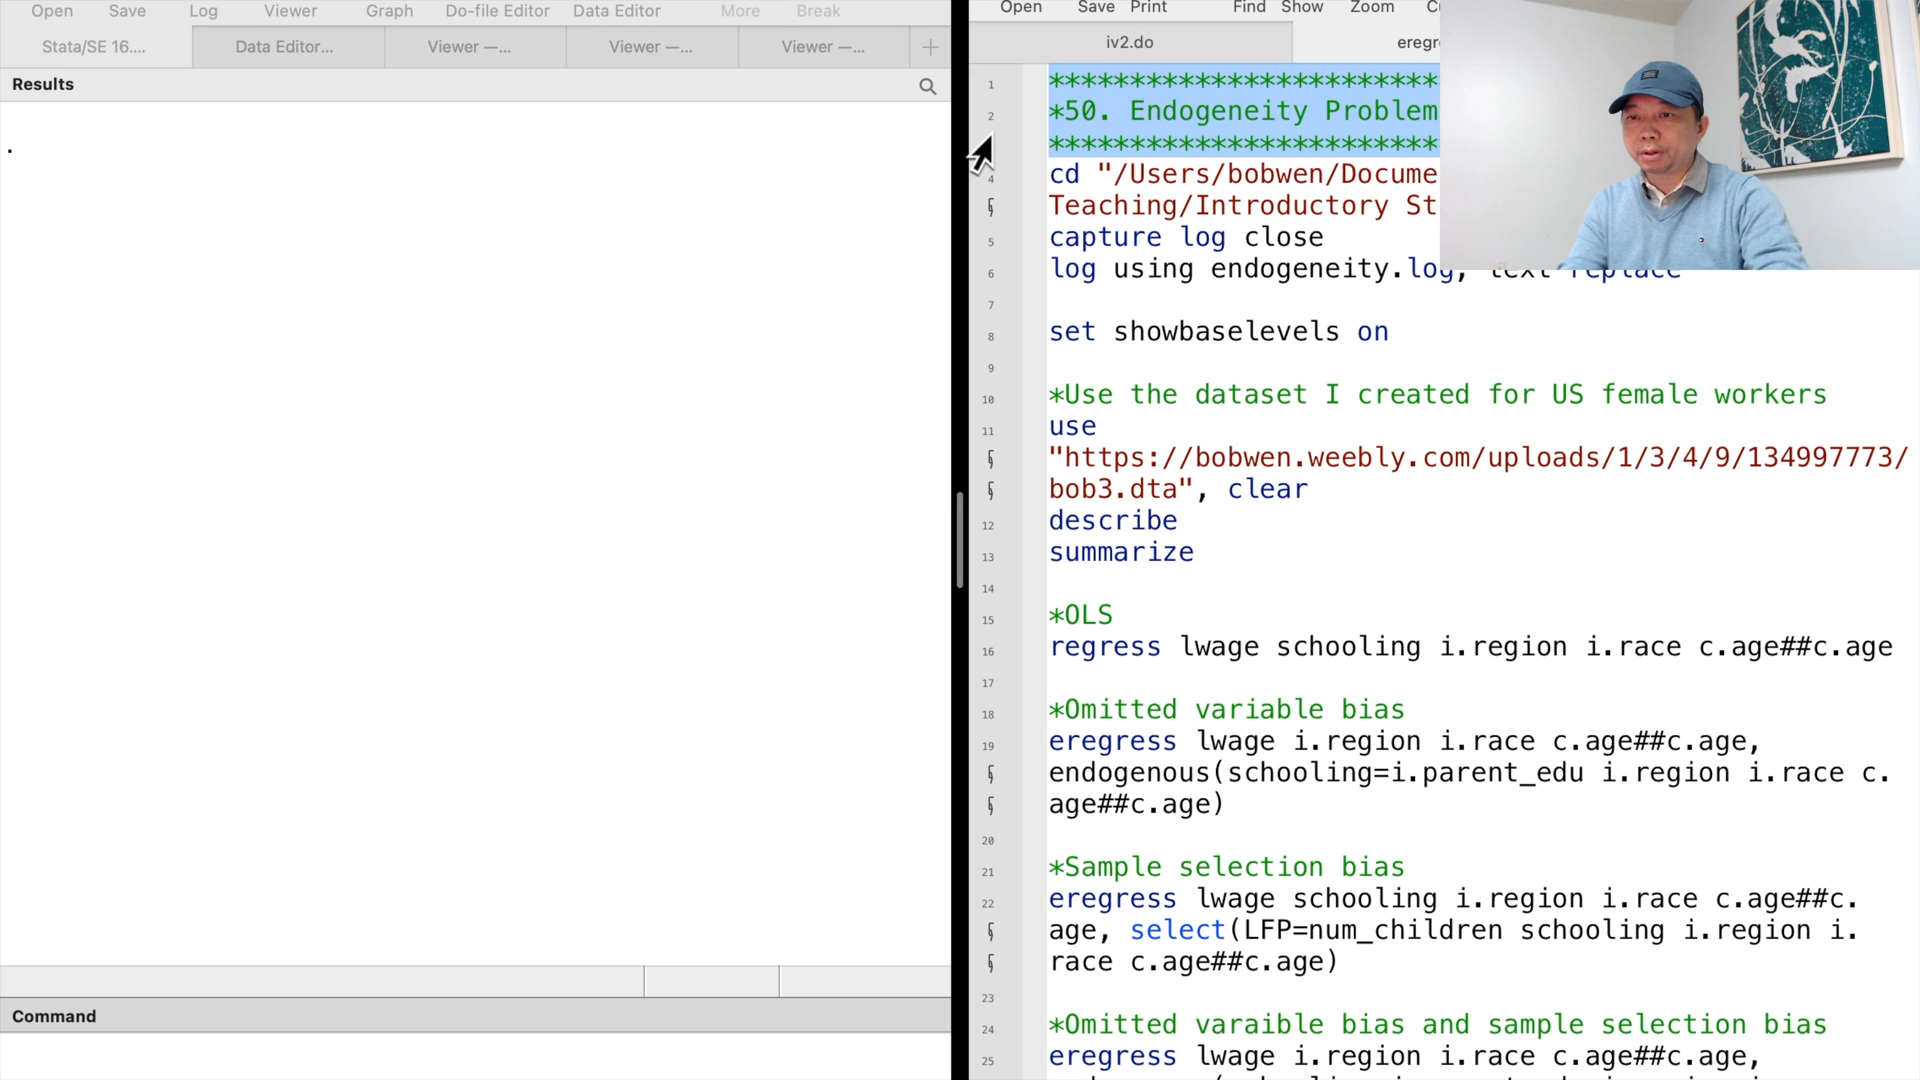 Open Save Log Viewer Graph Do-file Editor Data Editor More Break
Stata/SE 16.... Data Editor... Viewer —... Viewer —... Viewer —... +
Results
.
Command
Open Save Print Find Show Zoom
iv2.do
1 ************************
2 *50. Endogeneity Problem
************************
4 cd "/Users/bobwen/Docume
Teaching/Introductory St
5 capture log close
6 log using endogeneity.log, text replace
7
8 set showbaselevels on
9
10 *Use the dataset I created for US female workers
11 use
"https://bobwen.weebly.com/uploads/1/3/4/9/134997773/
bob3.dta", clear
12 describe
13 summarize
14
15 *OLS
16 regress lwage schooling i.region i.race c.age##c.age
17
18 *Omitted variable bias
19 eregress lwage i.region i.race c.age##c.age,
endogenous(schooling=i.parent_edu i.region i.race c.
age##c.age)
20
21 *Sample selection bias
22 eregress lwage schooling i.region i.race c.age##c.
age, select(LFP=num_children schooling i.region i.
race c.age##c.age)
23
24 *Omitted varaible bias and sample selection bias
25 eregress lwage i.region i.race c.age##c.age,